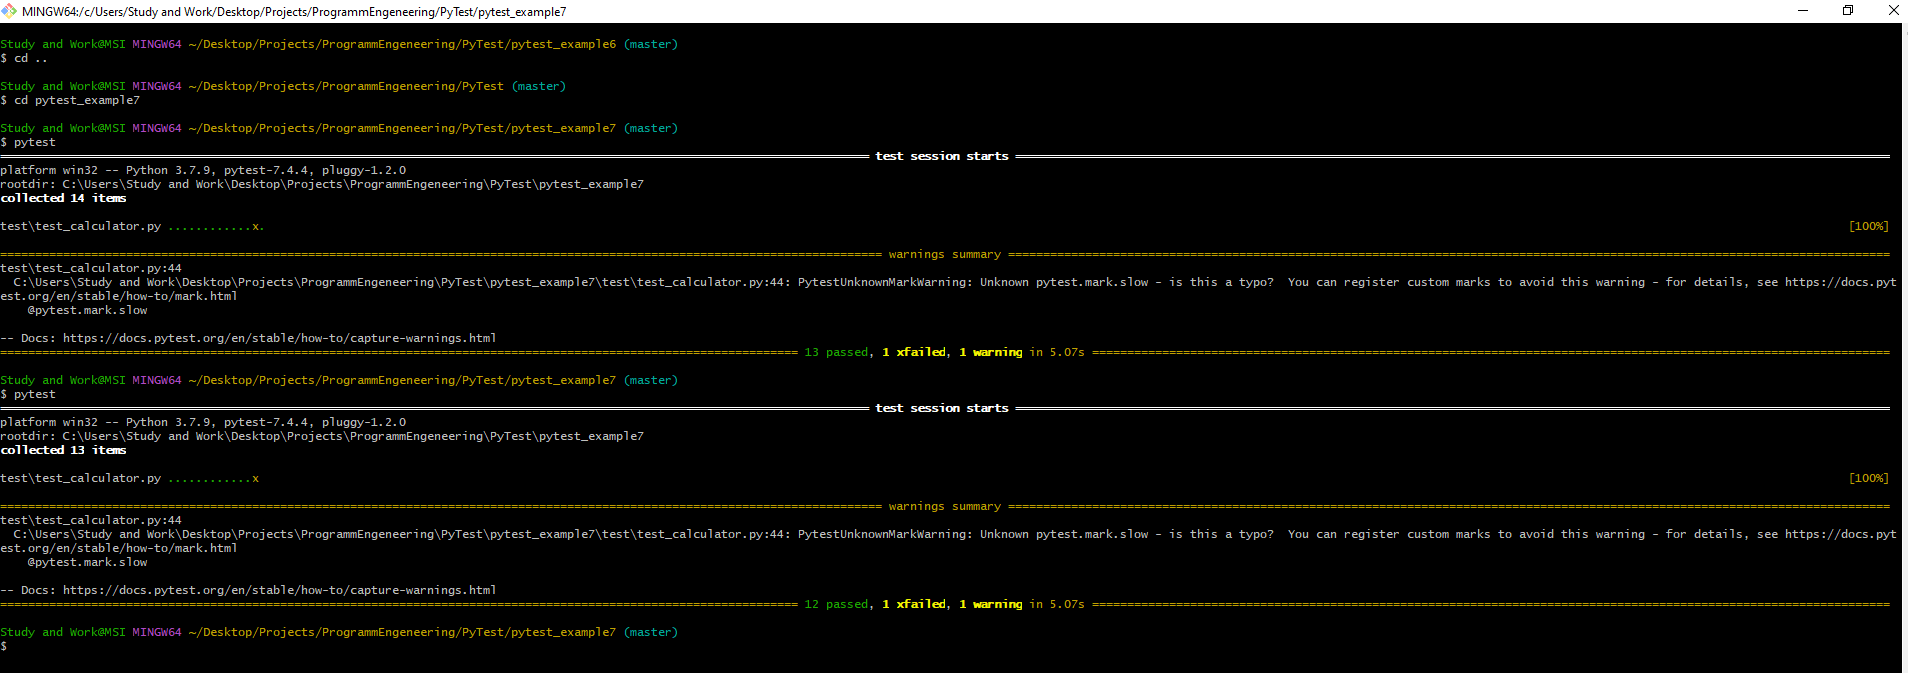 MINGW64:/c/Users/Study and Work/Desktop/Projects/ProgrammEngeneering/PyTest/pytest_example7
Study and Work@MSI MINGW64 ~/Desktop/Projects/ProgrammEngeneering/PyTest/pytest_example6 (master)
$ cd ..
Study and Work@MSI MINGW64 ~/Desktop/Projects/ProgrammEngeneering/PyTest (master)
$ cd pytest_example7
Study and Work@MSI MINGW64 ~/Desktop/Projects/ProgrammEngeneering/PyTest/pytest_example7 (master)
$ pytest
test session starts
platform win32 -- Python 3.7.9, pytest-7.4.4, pluggy-1.2.0
rootdir: C:\Users\Study and Work\Desktop\Projects\ProgrammEngeneering\PyTest\pytest_example7
collected 14 items
test\test_calculator.py ............x. [100%]
warnings summary
test\test_calculator.py:44
C:\Users\Study and Work\Desktop\Projects\ProgrammEngeneering\PyTest\pytest_example7\test\test_calculator.py:44: PytestUnknownMarkWarning: Unknown pytest.mark.slow - is this a typo?  You can register custom marks to avoid this warning - for details, see https://docs.pyt
est.org/en/stable/how-to/mark.html
@pytest.mark.slow
-- Docs: https://docs.pytest.org/en/stable/how-to/capture-warnings.html
13 passed, 1 xfailed, 1 warning in 5.07s
Study and Work@MSI MINGW64 ~/Desktop/Projects/ProgrammEngeneering/PyTest/pytest_example7 (master)
$ pytest
test session starts
platform win32 -- Python 3.7.9, pytest-7.4.4, pluggy-1.2.0
rootdir: C:\Users\Study and Work\Desktop\Projects\ProgrammEngeneering\PyTest\pytest_example7
collected 13 items
test\test_calculator.py ............x [100%]
warnings summary
test\test_calculator.py:44
C:\Users\Study and Work\Desktop\Projects\ProgrammEngeneering\PyTest\pytest_example7\test\test_calculator.py:44: PytestUnknownMarkWarning: Unknown pytest.mark.slow - is this a typo?  You can register custom marks to avoid this warning - for details, see https://docs.pyt
est.org/en/stable/how-to/mark.html
@pytest.mark.slow
-- Docs: https://docs.pytest.org/en/stable/how-to/capture-warnings.html
12 passed, 1 xfailed, 1 warning in 5.07s
Study and Work@MSI MINGW64 ~/Desktop/Projects/ProgrammEngeneering/PyTest/pytest_example7 (master)
$